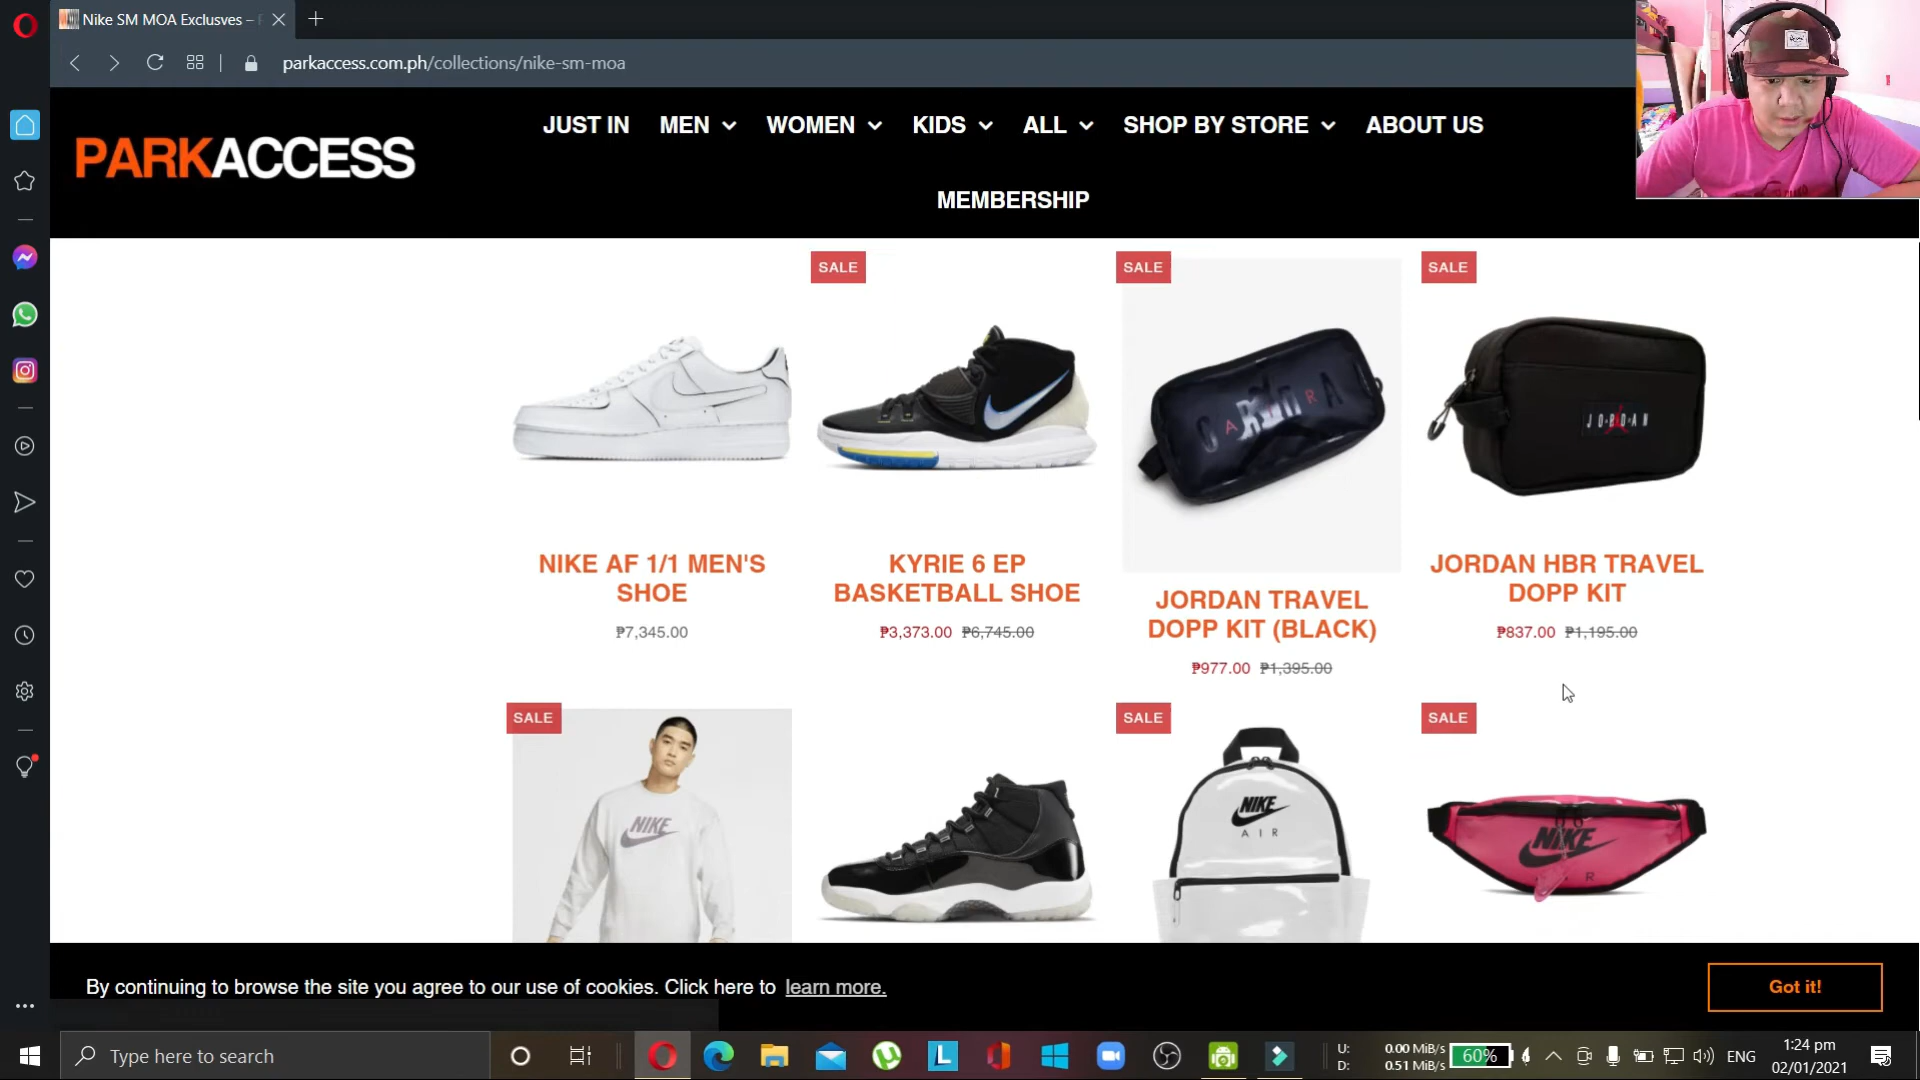 Nike SM MOA Exclusves –
parkaccess.com.ph/collections/nike-sm-moa
PARKACCESS
JUST IN MEN WOMEN KIDS ALL SHOP BY STORE ABOUT US
MEMBERSHIP
SALE
SALE
SALE
JORDAN
NIKE AF 1/1 MEN'S
SHOE
₱7,345.00
KYRIE 6 EP
BASKETBALL SHOE
₱3,373.00 ₱6,745.00
JORDAN TRAVEL
DOPP KIT (BLACK)
₱977.00 ₱1,395.00
JORDAN HBR TRAVEL
DOPP KIT
₱837.00 ₱1,195.00
SALE
SALE
SALE
NIKE
NIKE
AIR
NIKE
By continuing to browse the site you agree to our use of cookies. Click here to learn more.
Got it!
Type here to search
U: 0.00 MiB/s
D: 0.51 MiB/s
60%
ENG
1:24 pm
02/01/2021